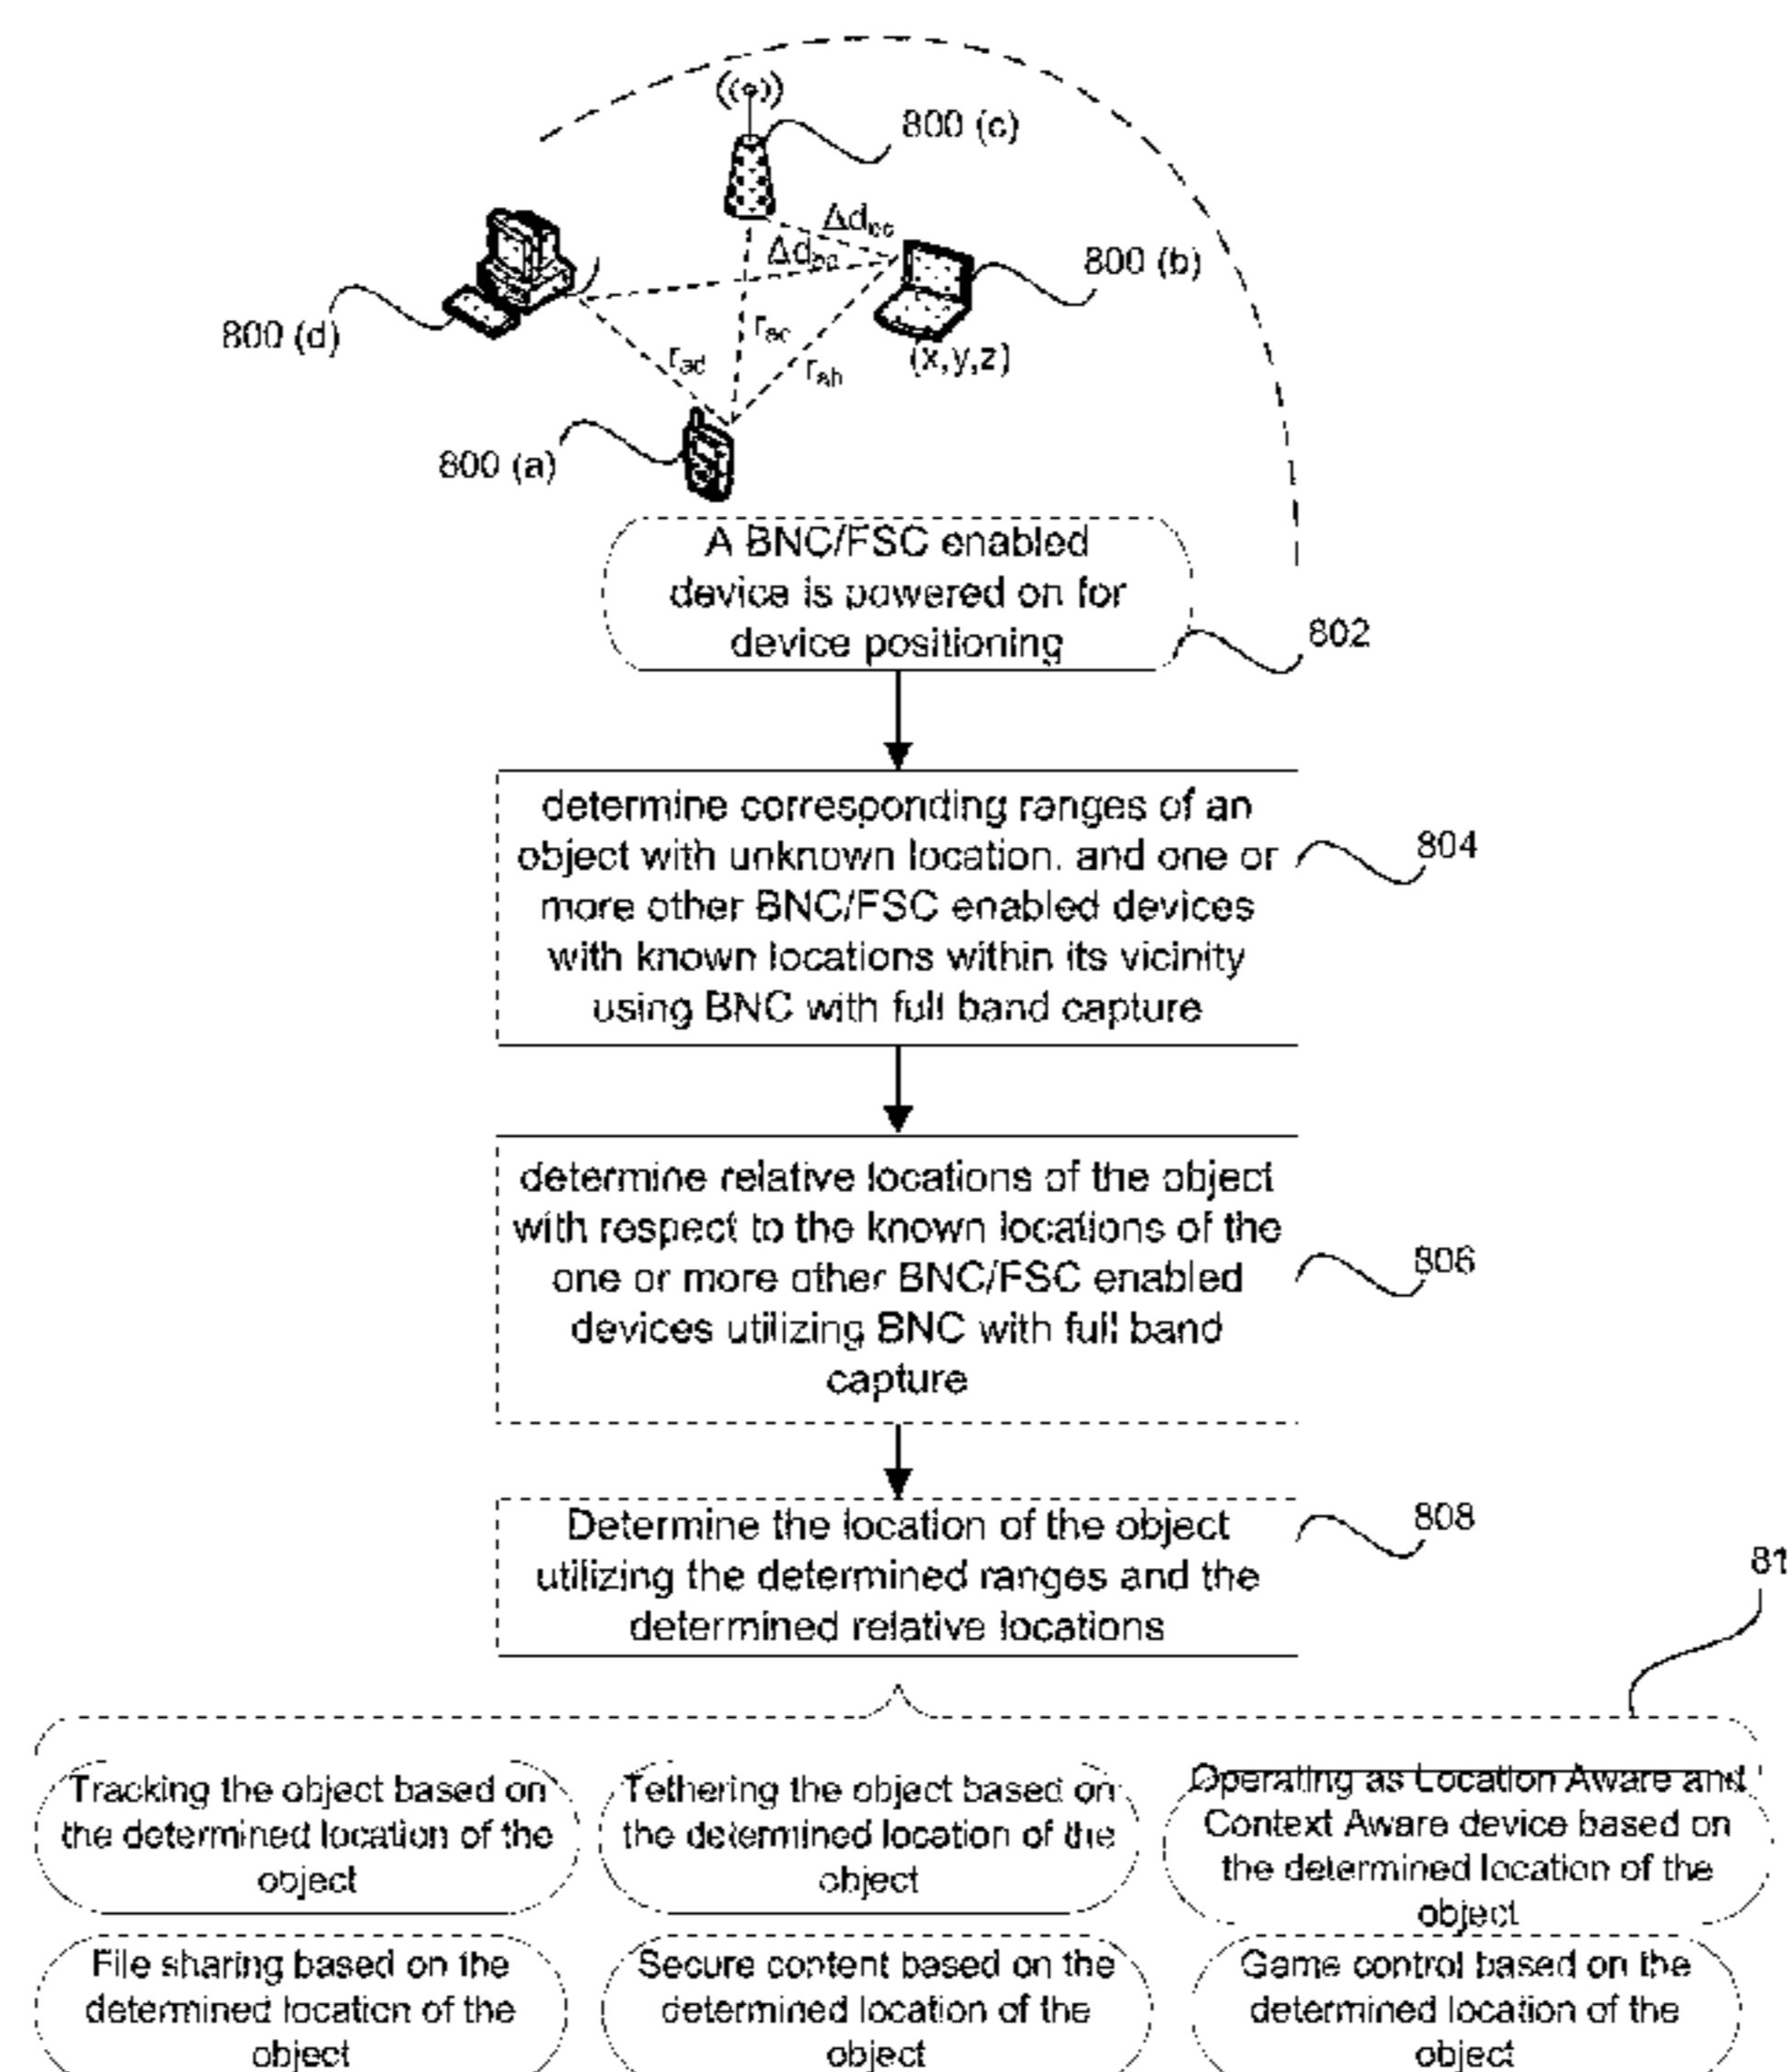 800 (c)
800 (b)
(x,y,z)
800 (d)
r_ad
r_ac
r_ab
800 (a)
A BNC/FSC enabled
device is powered on for
device positioning
802
determine corresponding ranges of an
object with unknown location, and one or
more other BNC/FSC enabled devices
with known locations within its vicinity
using BNC with full band capture
804
determine relative locations of the object
with respect to the known locations of the
one or more other BNC/FSC enabled
devices utilizing BNC with full band
capture
806
Determine the location of the object
utilizing the determined ranges and the
determined relative locations
808
81
Tracking the object based on
the determined location of the
object
Tethering the object based on
the determined location of the
object
Operating as Location Aware and
Context Aware device based on
the determined location of the
object
File sharing based on the
determined location of the
object
Secure content based on the
determined location of the
object
Game control based on the
determined location of the
object